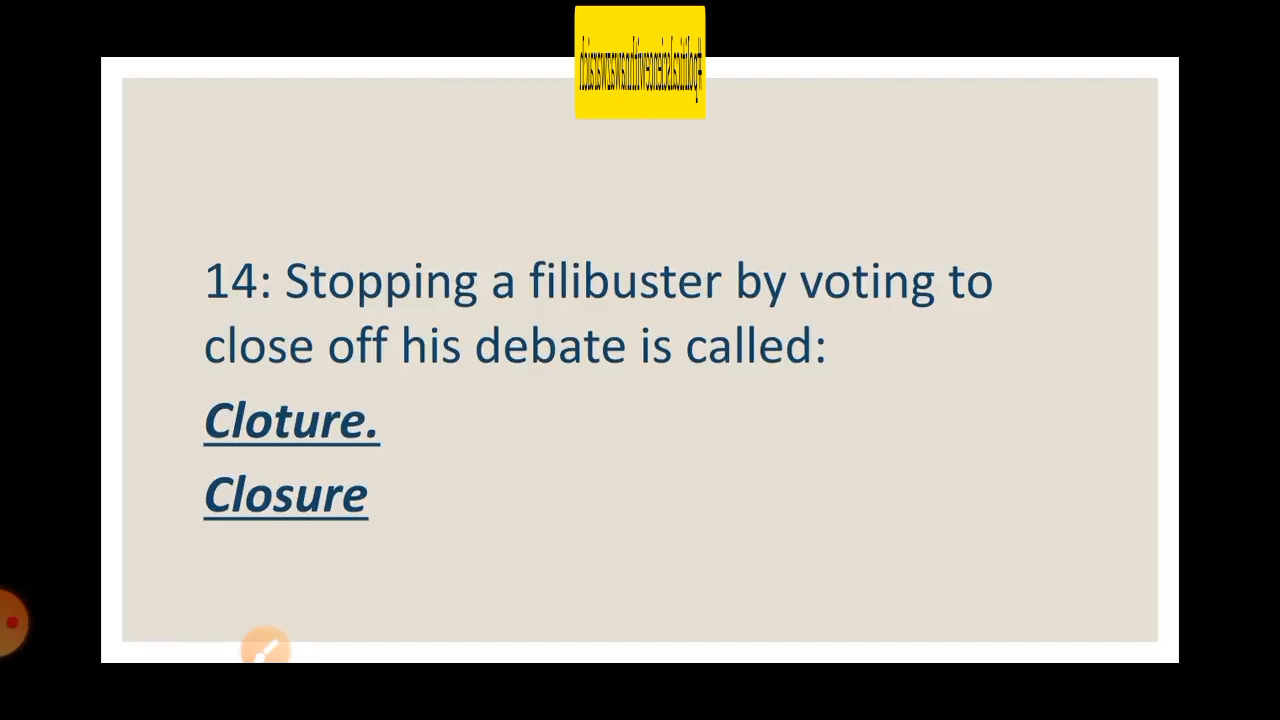 14: Stopping a filibuster by voting to
close off his debate is called:
Cloture.
Closure